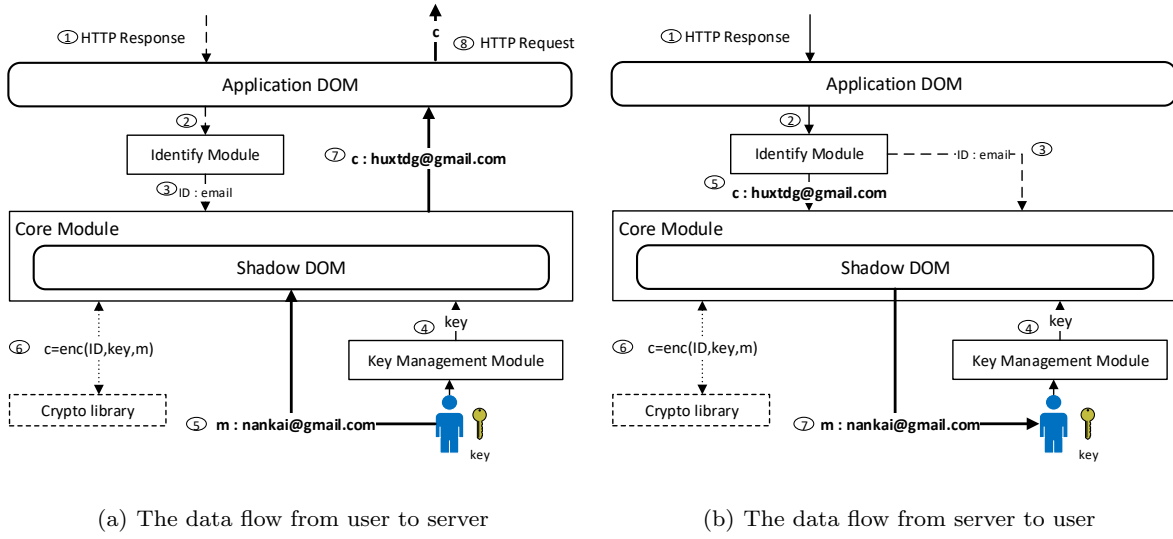 ① HTTP Response
c
⑧ HTTP Request
Application DOM
②
Identify Module
③ ID : email
⑦ c : huxtdg@gmail.com
Core Module
Shadow DOM
④ key
⑥ c=enc(ID,key,m)
Key Management Module
Crypto library
⑤ m : nankai@gmail.com
key
(a) The data flow from user to server
① HTTP Response
Application DOM
②
Identify Module
ID : email
③
⑤ c : huxtdg@gmail.com
Core Module
Shadow DOM
④ key
⑥ c=enc(ID,key,m)
Key Management Module
Crypto library
⑦ m : nankai@gmail.com
key
(b) The data flow from server to user